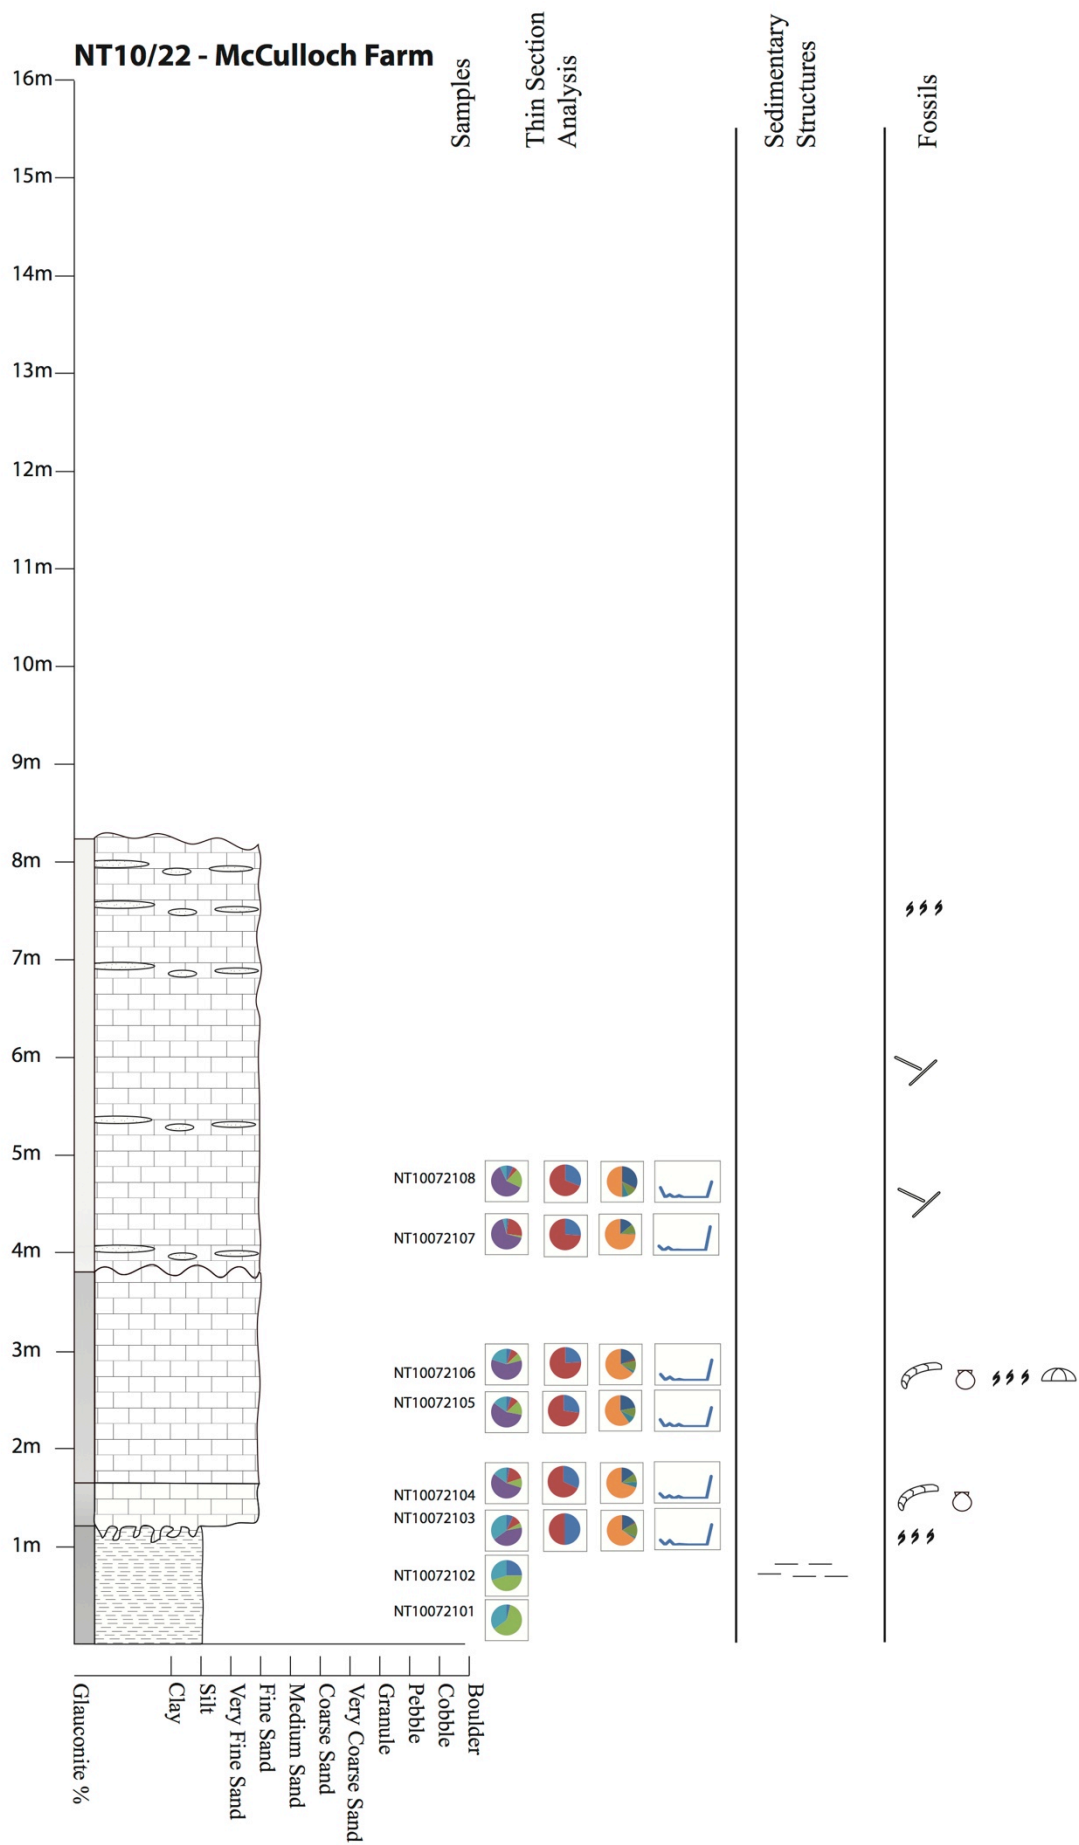 NT10/22 - McCulloch Farm
Samples
Thin Section
Analysis
Sedimentary
Structures
Fossils
16m
15m
14m
13m
12m
11m
10m
9m
8m
7m
6m
5m
4m
3m
2m
1m
NT10072108
NT10072107
NT10072106
NT10072105
NT10072104
NT10072103
NT10072102
NT10072101
Glauconite %
Clay
Silt
Very Fine Sand
Fine Sand
Medium Sand
Coarse Sand
Very Coarse Sand
Granule
Pebble
Cobble
Boulder